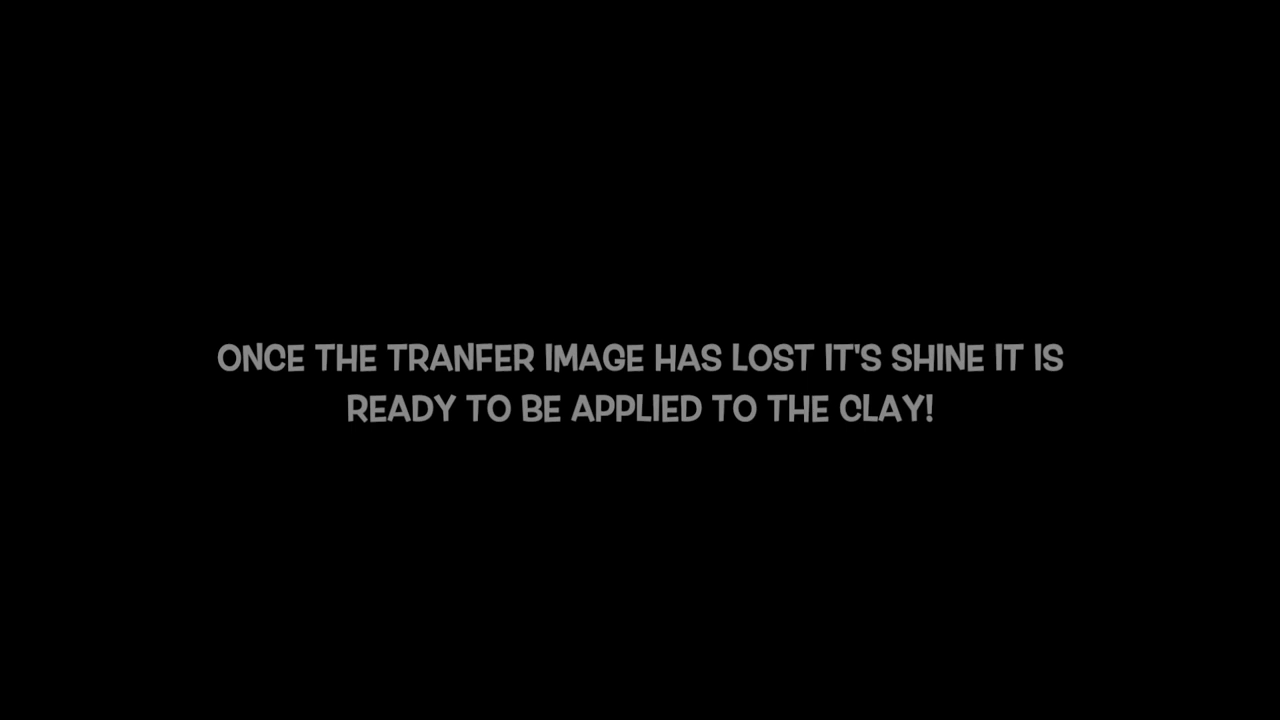 ONCE THE TRANFER IMAGE HAS LOST IT'S SHINE IT IS
READY TO BE APPLIED TO THE CLAY!